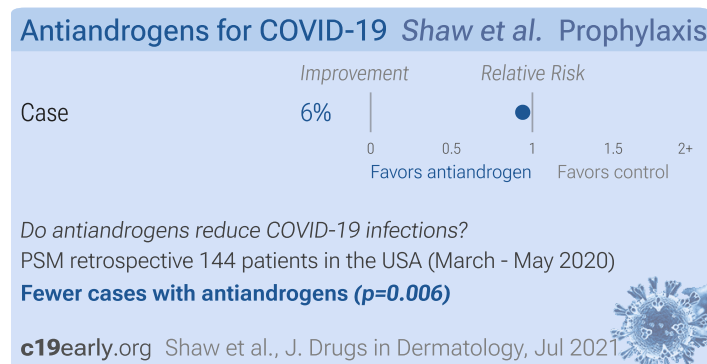 Antiandrogens for COVID-19 Shaw et al. Prophylaxis
Improvement Relative Risk
Case 6%
0 0.5 1 1.5 2+
Favors antiandrogen Favors control
Do antiandrogens reduce COVID-19 infections?
PSM retrospective 144 patients in the USA (March - May 2020)
Fewer cases with antiandrogens (p=0.006)
c19early.org Shaw et al., J. Drugs in Dermatology, Jul 2021